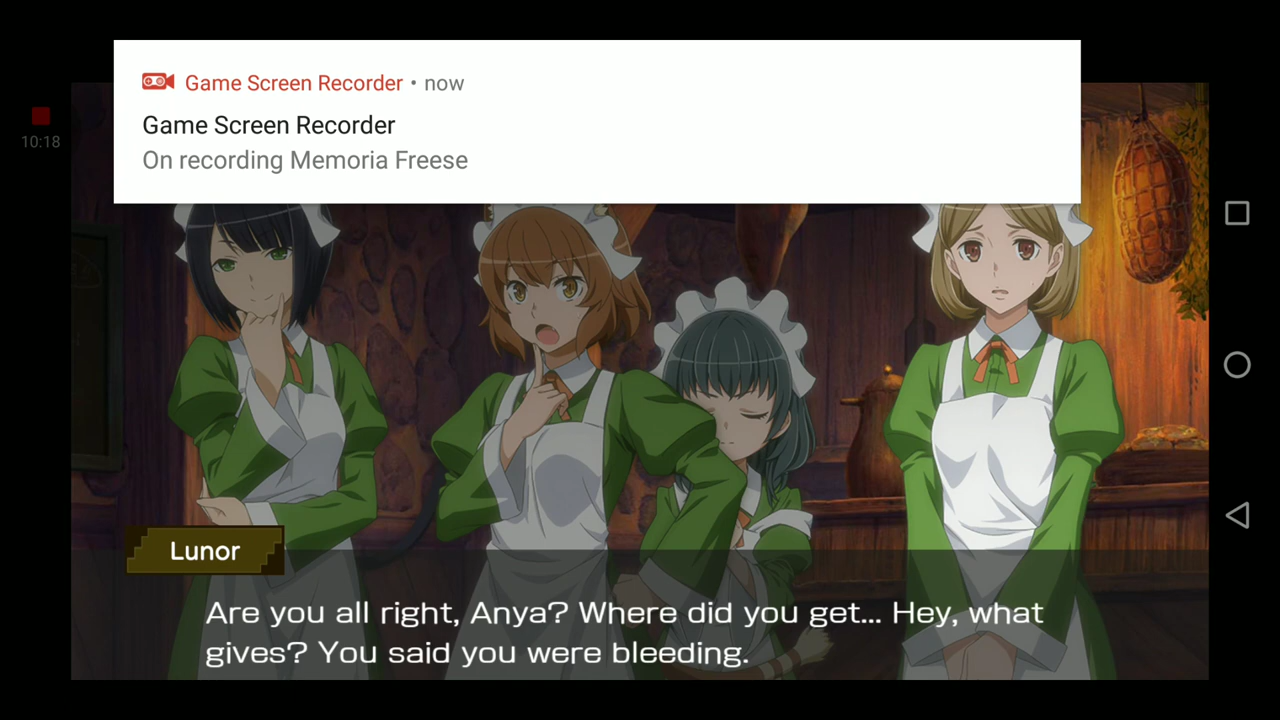 Game Screen Recorder • now
Game Screen Recorder
On recording Memoria Freese
10:18
Lunor
Are you all right, Anya? Where did you get... Hey, what
gives? You said you were bleeding.